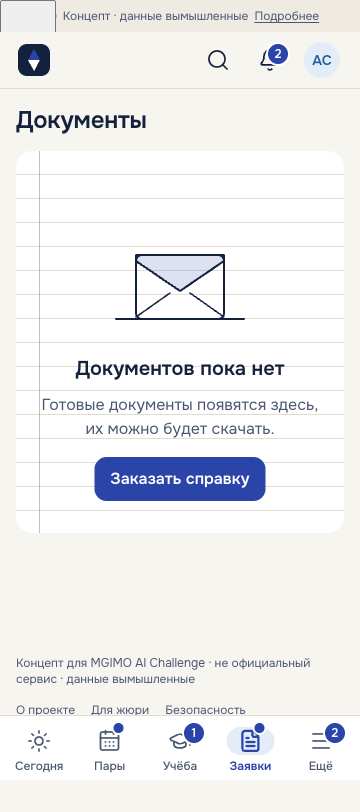 Концепт · данные вымышленные Подробнее
2
АС
Документы
Документов пока нет
Готовые документы появятся здесь,
их можно будет скачать.
Заказать справку
Концепт для MGIMO AI Challenge · не официальный
сервис · данные вымышленные
О проекте Для жюри Безопасность
1 2
Сегодня Пары Учёба Заявки Ещё